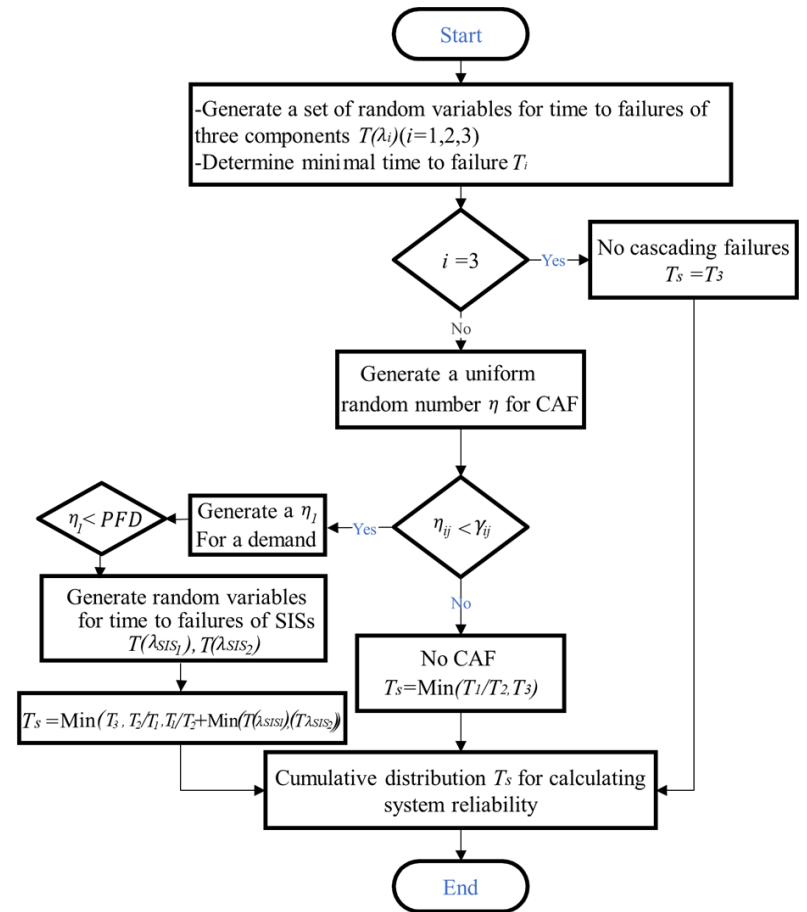 Start
-Generate a set of random variables for time to failures of
three components T(λi)(i=1,2,3)
-Determine minimal time to failure Ti
i =3
Yes
No cascading failures
Ts =T3
No
Generate a uniform
random number η for CAF
ηij < γij
Yes
Generate a η1
For a demand
η1< PFD
Generate random variables
for time to failures of SISs
T(λSIS1), T(λSIS2)
Ts =Min(T3 , T2/T1, T1/T2+Min(T(λSIS1)(TλSIS2))
No
No CAF
Ts=Min(T1/T2,T3)
Cumulative distribution Ts for calculating
system reliability
End